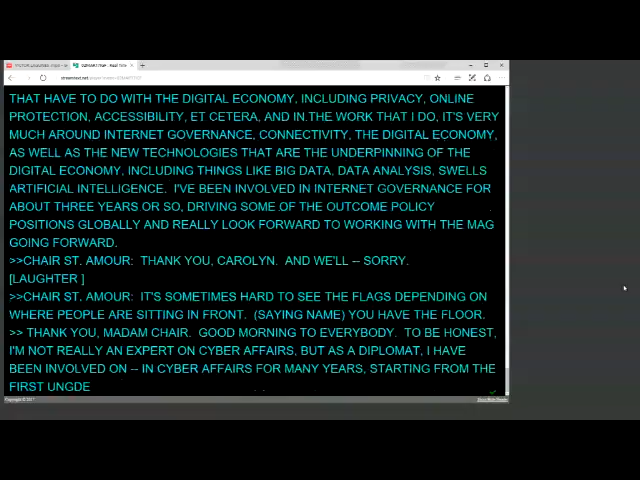 streamtext.net
THAT HAVE TO DO WITH THE DIGITAL ECONOMY, INCLUDING PRIVACY, ONLINE
PROTECTION, ACCESSIBILITY, ET CETERA, AND IN THE WORK THAT I DO, IT'S VERY
MUCH AROUND INTERNET GOVERNANCE, CONNECTIVITY, THE DIGITAL ECONOMY,
AS WELL AS THE NEW TECHNOLOGIES THAT ARE THE UNDERPINNING OF THE
DIGITAL ECONOMY, INCLUDING THINGS LIKE BIG DATA, DATA ANALYSIS, SWELLS
ARTIFICIAL INTELLIGENCE. I'VE BEEN INVOLVED IN INTERNET GOVERNANCE FOR
ABOUT THREE YEARS OR SO, DRIVING SOME OF THE OUTCOME POLICY
POSITIONS GLOBALLY AND REALLY LOOK FORWARD TO WORKING WITH THE MAG
GOING FORWARD.
>>CHAIR ST. AMOUR: THANK YOU, CAROLYN. AND WE'LL -- SORRY.
[LAUGHTER ]
>>CHAIR ST. AMOUR: IT'S SOMETIMES HARD TO SEE THE FLAGS DEPENDING ON
WHERE PEOPLE ARE SITTING IN FRONT. (SAYING NAME) YOU HAVE THE FLOOR.
>> THANK YOU, MADAM CHAIR. GOOD MORNING TO EVERYBODY. TO BE HONEST,
I'M NOT REALLY AN EXPERT ON CYBER AFFAIRS, BUT AS A DIPLOMAT, I HAVE
BEEN INVOLVED ON -- IN CYBER AFFAIRS FOR MANY YEARS, STARTING FROM THE
FIRST UNGDE
Copyright © 2017